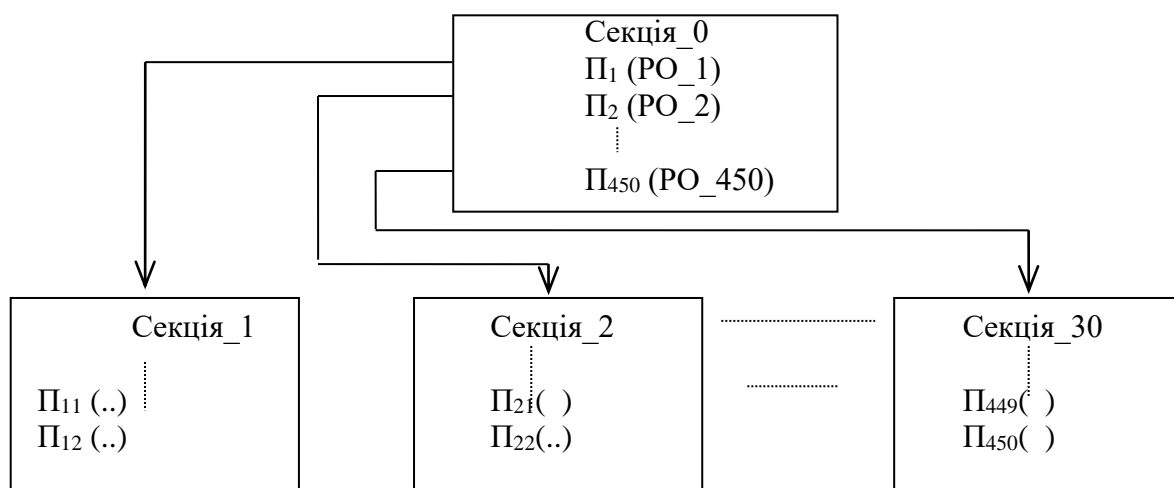 Секція_0
П1 (РО_1)
П2 (РО_2)
П450 (РО_450)
Секція_1
П11 (..)
П12 (..)
Секція_2
П21( )
П22(..)
Секція_30
П449( )
П450( )